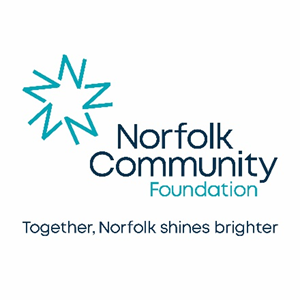 Norfolk
Community
Foundation
Together, Norfolk shines brighter